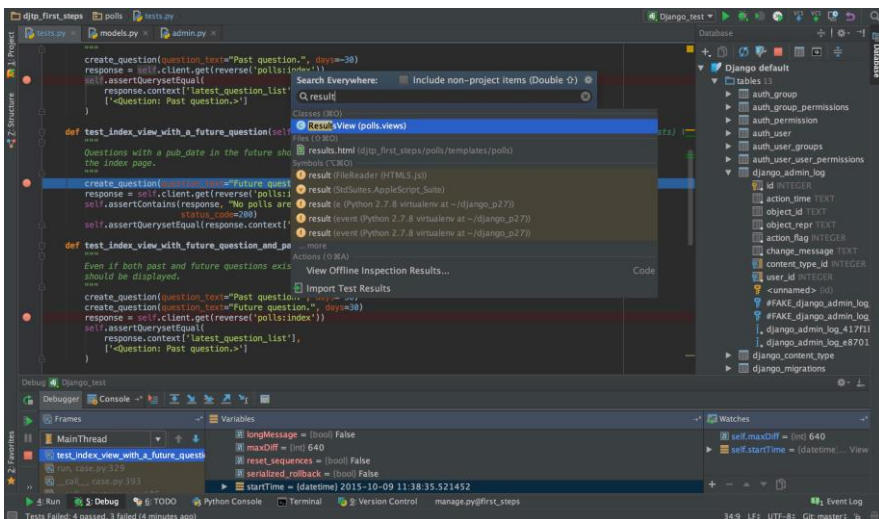 djtp_first_steps polls tests.py
Django_test
tests.py models.py admin.py
Database
1: Project
Z: Structure
2: Favorites
Database
"""
create_question(question_text="Past question.", days=-30)
response = self.client.get(reverse('polls:index'))
self.assertQuerysetEqual(
response.context['latest_question_list
['<Question: Past question.>']
)
def test_index_view_with_a_future_question(self
"""
Questions with a pub_date in the future sho
the index page.
"""
create_question(question_text="Future quest
response = self.client.get(reverse('polls:i
self.assertContains(response, "No polls are
status_code=200)
self.assertQuerysetEqual(response.context['
def test_index_view_with_future_question_and_pa
"""
Even if both past and future questions exis
should be displayed.
"""
create_question(question_text="Past question.", days=-30)
create_question(question_text="Future question.", days=30)
response = self.client.get(reverse('polls:index'))
self.assertQuerysetEqual(
response.context['latest_question_list'],
['<Question: Past question.>']
)
Search Everywhere: Include non-project items (Double ⇧)
result
Classes (⌘O)
ResultsView (polls.views)
Files (⇧⌘O)
results.html (djtp_first_steps/polls/templates/polls)
Symbols (⌥⌘O)
result (FileReader (HTML5.js))
result (StdSuites.AppleScript_Suite)
result (e (Python 2.7.8 virtualenv at ~/django_p27))
result (event (Python 2.7.8 virtualenv at ~/django_p27))
result (event (Python 2.7.8 virtualenv at ~/django_p27))
... more
Actions (⇧⌘A)
View Offline Inspection Results... Code
Import Test Results
Django default
tables 13
auth_group
auth_group_permissions
auth_permission
auth_user
auth_user_groups
auth_user_user_permissions
django_admin_log
id INTEGER
action_time TEXT
object_id TEXT
object_repr TEXT
action_flag INTEGER
change_message TEXT
content_type_id INTEGER
user_id INTEGER
<unnamed> (id)
#FAKE_django_admin_log
#FAKE_django_admin_log
django_admin_log_417f1
django_admin_log_e8701
django_content_type
django_migrations
Debug Django_test
Debugger Console
Frames
MainThread
test_index_view_with_a_future_questi
run, case.py:329
__call__, case.py:393
Variables
longMessage = {bool} False
maxDiff = {int} 640
reset_sequences = {bool} False
serialized_rollback = {bool} False
startTime = {datetime} 2015-10-09 11:38:35.521452
Watches
self.maxDiff = {int} 640
self.startTime = {datetime}... View
4: Run 5: Debug 6: TODO Python Console Terminal 9: Version Control manage.py@first_steps Event Log
Tests Failed: 4 passed, 3 failed (4 minutes ago) 34:9 LF÷ UTF-8÷ Git: master÷